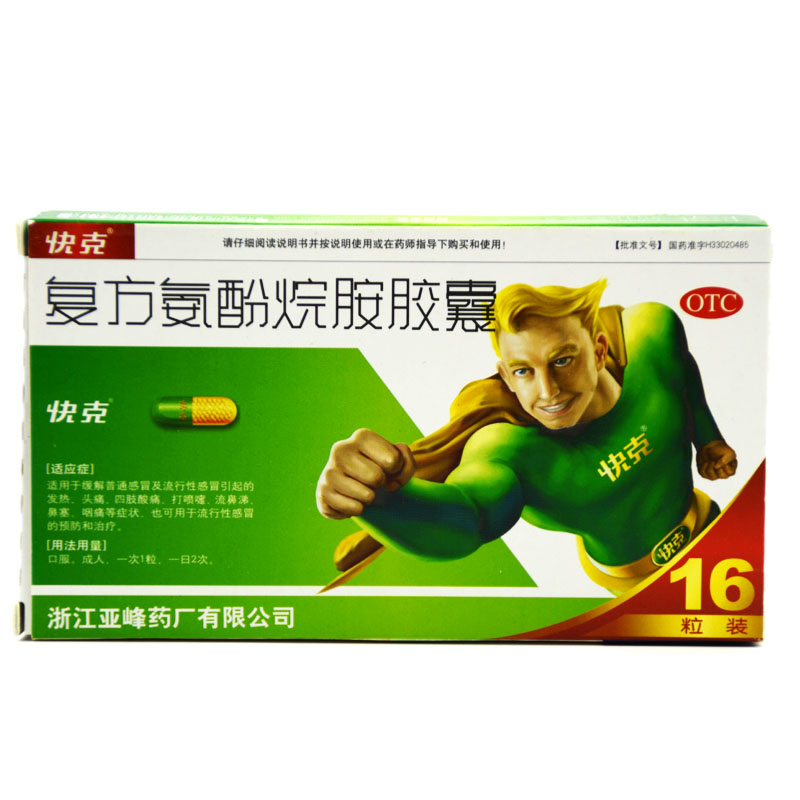 快克®
请仔细阅读说明书并按说明使用或在药师指导下购买和使用!
【批准文号】 国药准字H33020485
复方氨酚烷胺胶囊
OTC
快克®
快克
[适应症]
适用于缓解普通感冒及流行性感冒引起的
发热、头痛、四肢酸痛、打喷嚏、流鼻涕、
鼻塞、咽痛等症状,也可用于流行性感冒
的预防和治疗。
[用法用量]
口服。成人,一次1粒,一日2次。
快克
16
粒装
浙江亚峰药厂有限公司